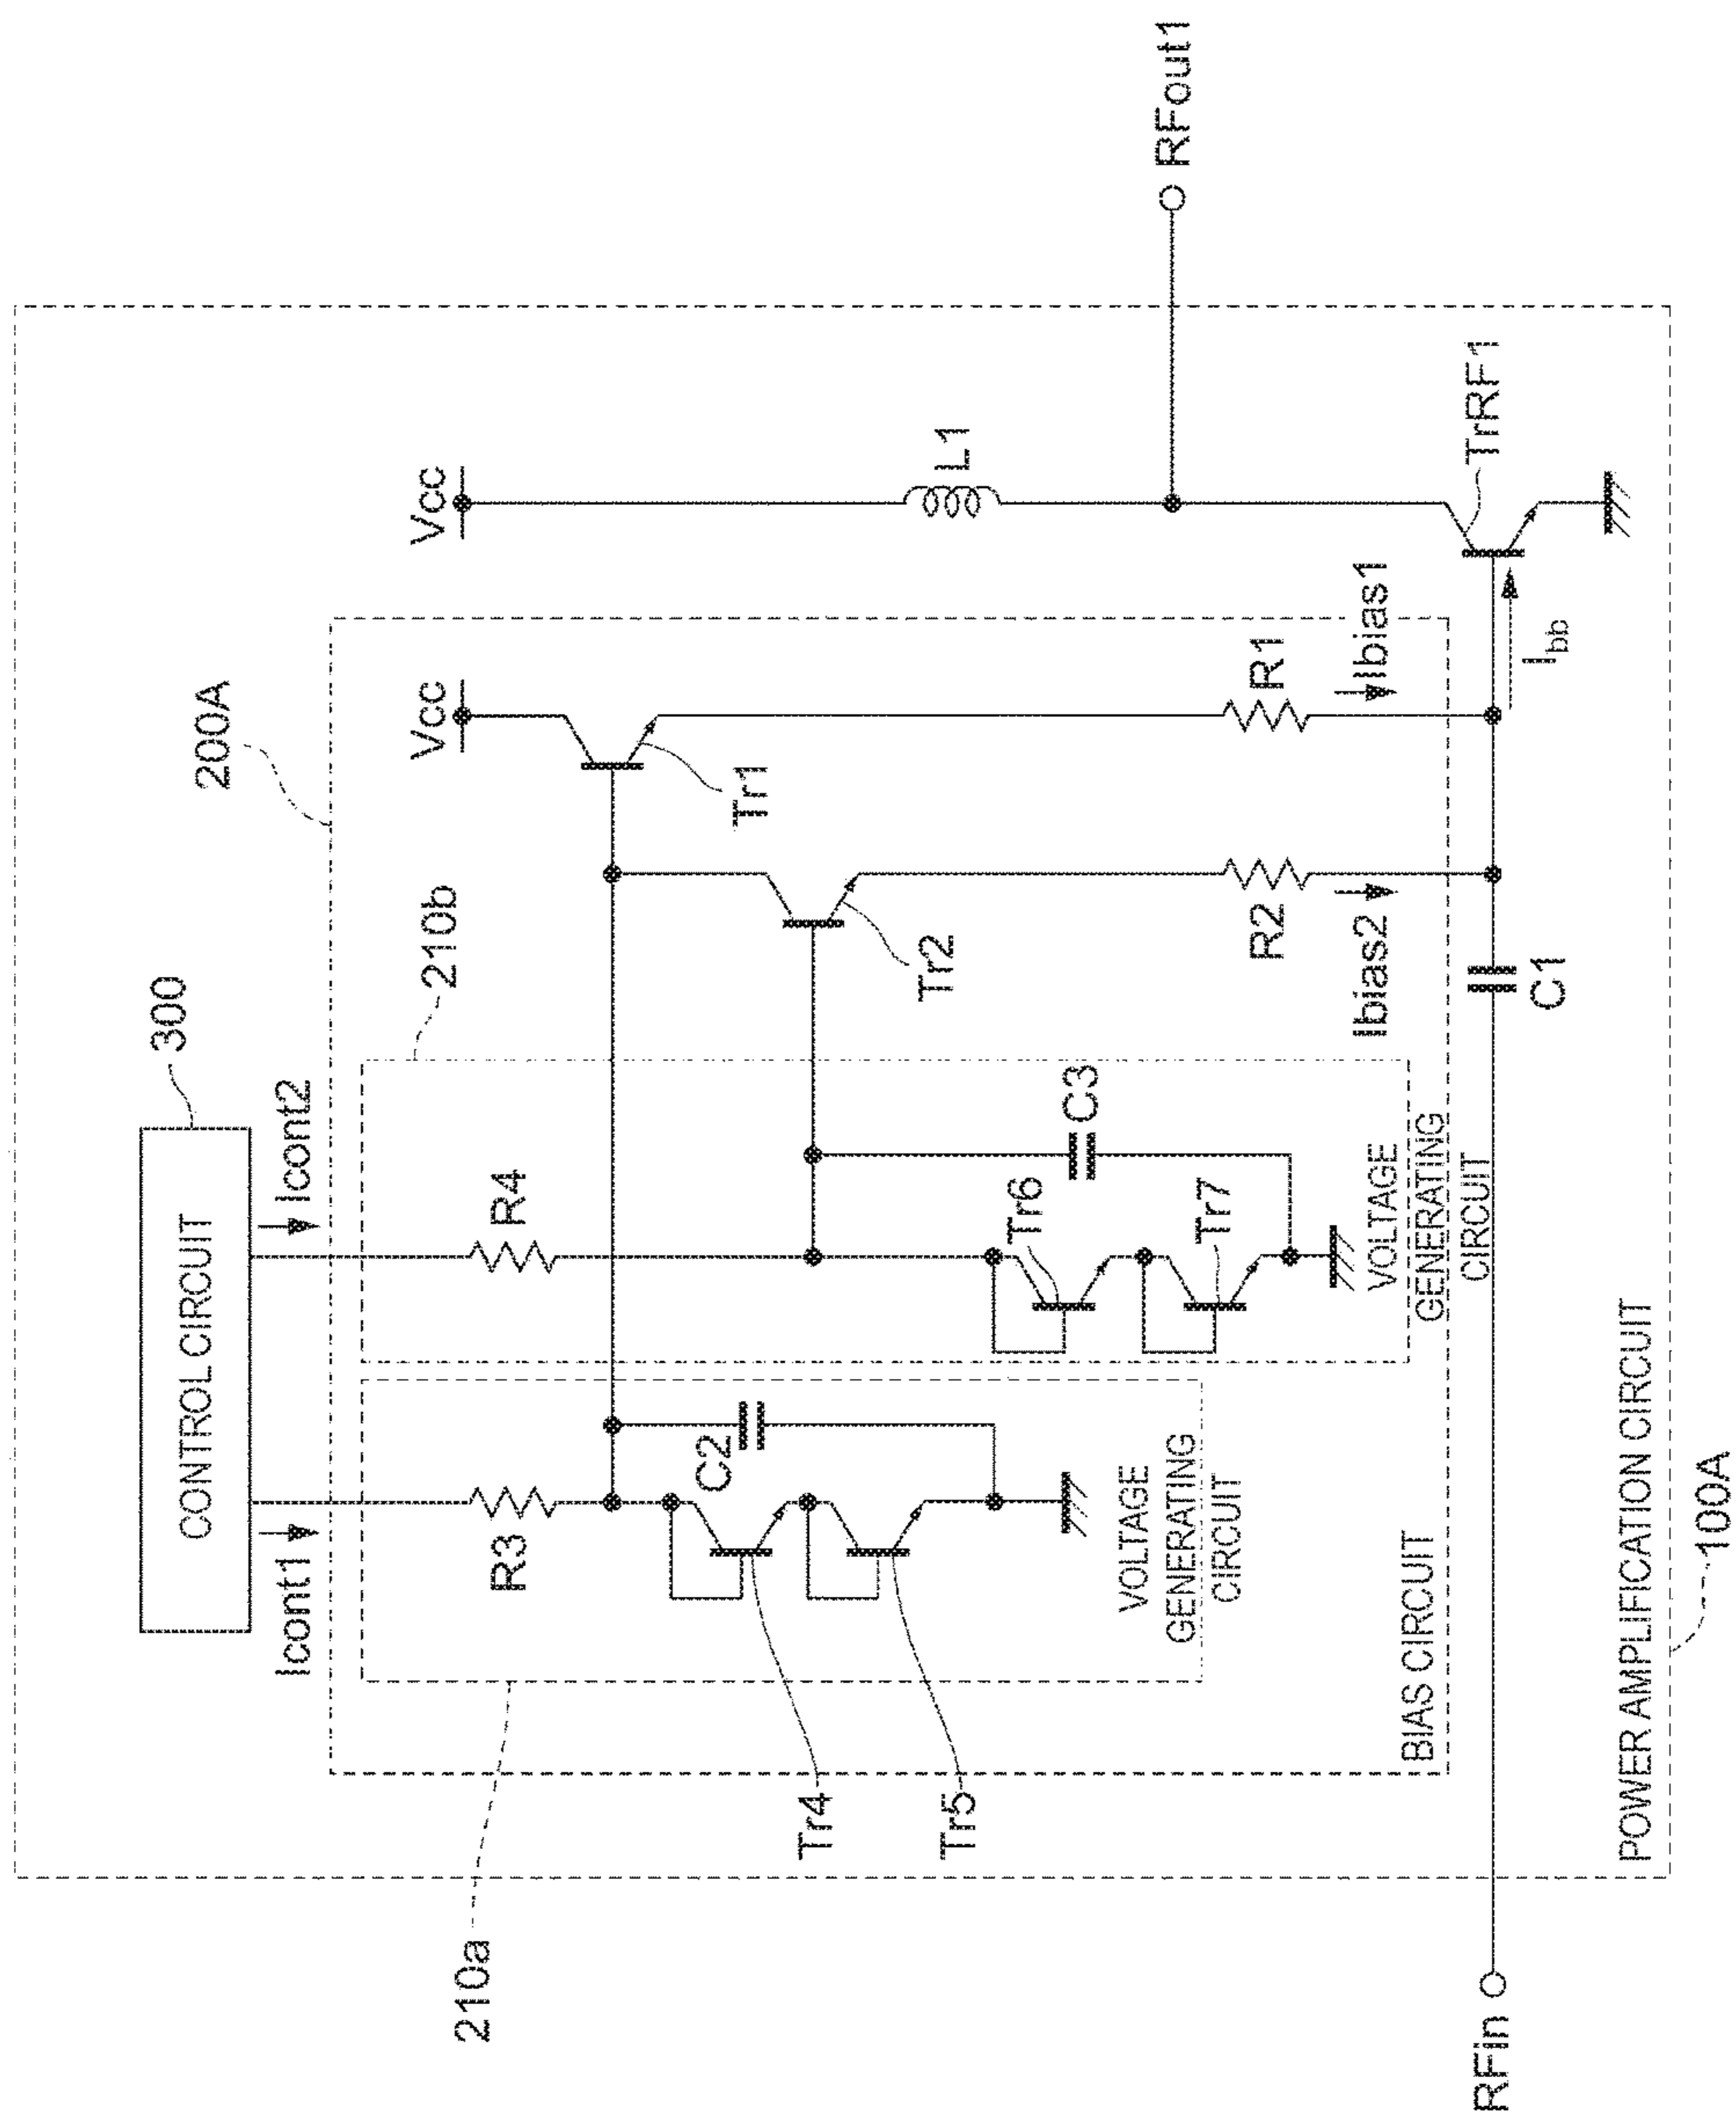 POWER AMPLIFICATION CIRCUIT
100A
CONTROL CIRCUIT
300
Icont1
Icont2
200A
BIAS CIRCUIT
210a
210b
R3
R4
C2
C3
Tr4
Tr5
Tr6
Tr7
VOLTAGE
GENERATING
CIRCUIT
VOLTAGE
GENERATING
CIRCUIT
Vcc
Vcc
Tr1
Tr2
R1
R2
Ibias1
Ibias2
Ibb
L1
TrRF1
C1
RFin
RFout1